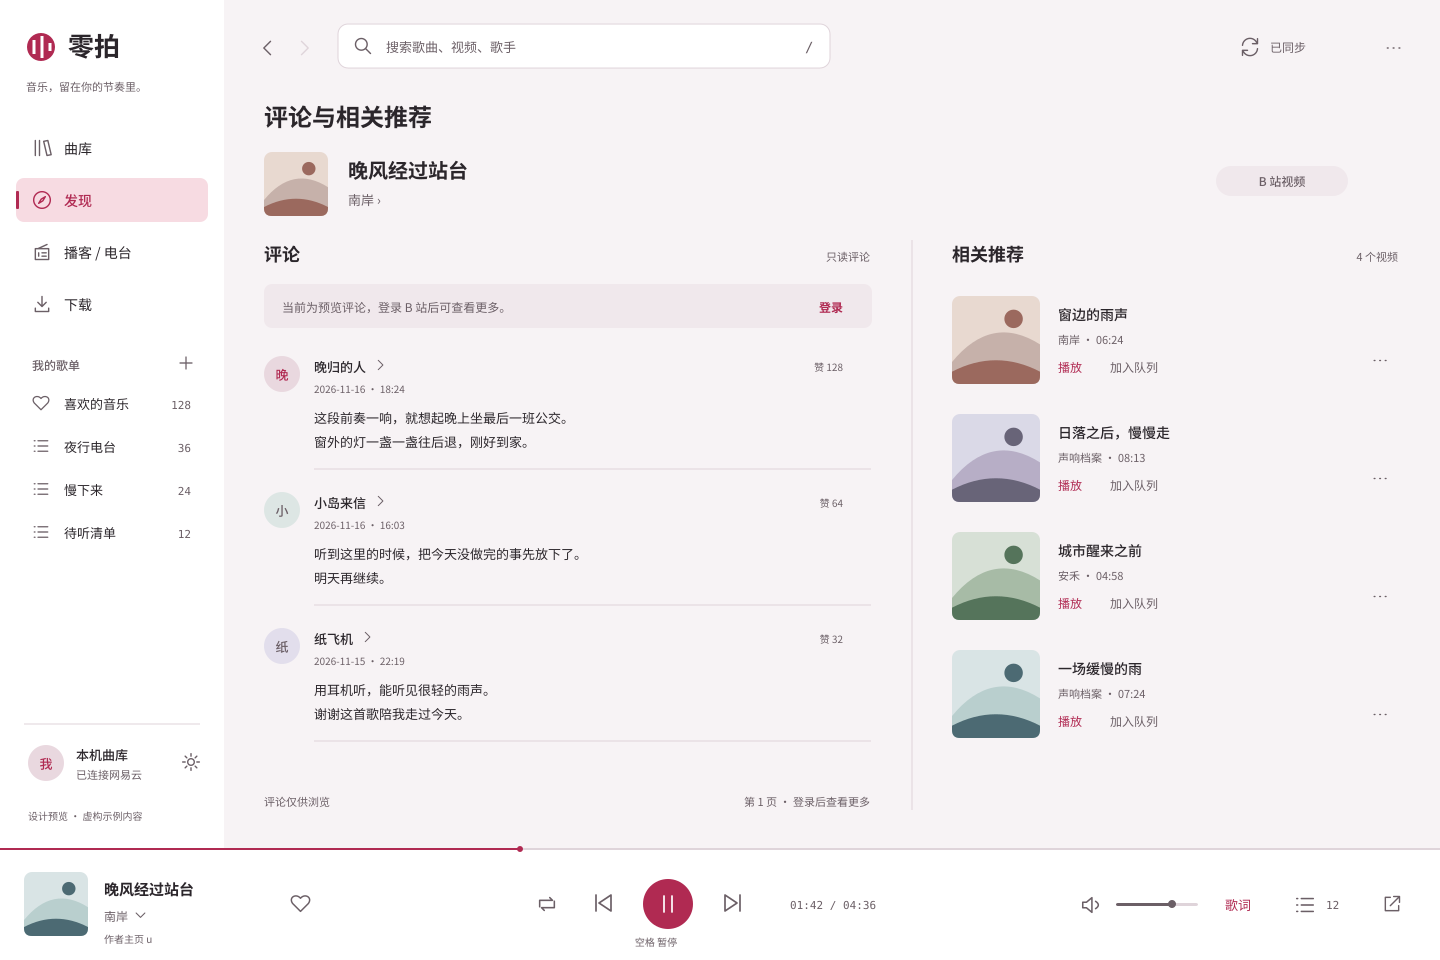 零拍
音乐，留在你的节奏里。
曲库
发现
播客 / 电台
下载
我的歌单
喜欢的音乐 128
夜行电台 36
慢下来 24
待听清单 12
我 本机曲库
已连接网易云
设计预览 · 虚构示例内容
搜索歌曲、视频、歌手 /
已同步 ···
评论与相关推荐
晚风经过站台
南岸 ›
B 站视频
评论 只读评论
当前为预览评论，登录 B 站后可查看更多。 登录
晚 晚归的人 赞 128
2026-11-16 · 18:24
这段前奏一响，就想起晚上坐最后一班公交。
窗外的灯一盏一盏往后退，刚好到家。
小 小岛来信 赞 64
2026-11-16 · 16:03
听到这里的时候，把今天没做完的事先放下了。
明天再继续。
纸 纸飞机 赞 32
2026-11-15 · 22:19
用耳机听，能听见很轻的雨声。
谢谢这首歌陪我走过今天。
评论仅供浏览 第 1 页 · 登录后查看更多
相关推荐 4 个视频
窗边的雨声
南岸 · 06:24
播放 加入队列 ···
日落之后，慢慢走
声响档案 · 08:13
播放 加入队列 ···
城市醒来之前
安禾 · 04:58
播放 加入队列 ···
一场缓慢的雨
声响档案 · 07:24
播放 加入队列 ···
晚风经过站台
南岸
作者主页 u
空格 暂停
01:42 / 04:36
歌词
12